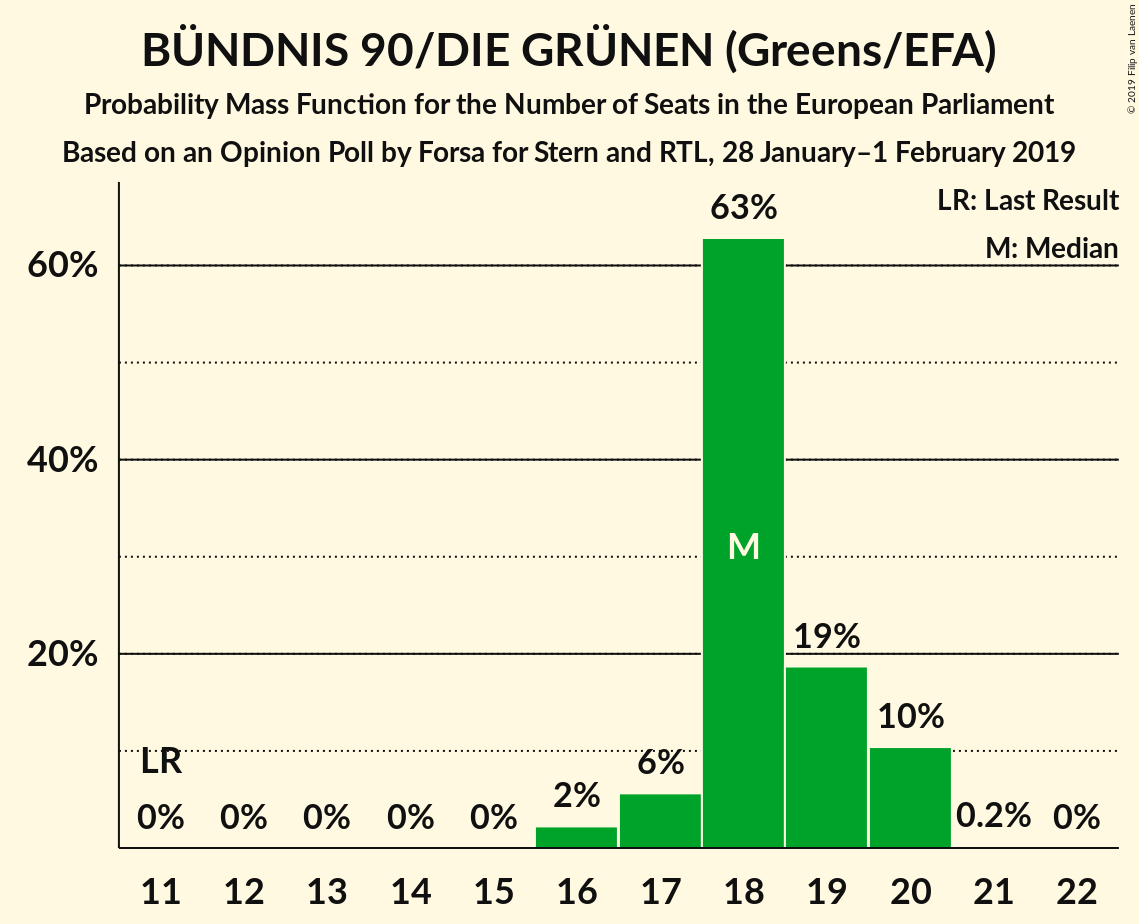 BÜNDNIS 90/DIE GRÜNEN (Greens/EFA)
Probability Mass Function for the Number of Seats in the European Parliament
Based on an Opinion Poll by Forsa for Stern and RTL, 28 January–1 February 2019
© 2019 Filip van Laenen
LR: Last Result
M: Median
63%
60%
40%
M
20%
19%
10%
LR
6%
2%
0% 0% 0% 0% 0% 0.2% 0%
11 12 13 14 15 16 17 18 19 20 21 22